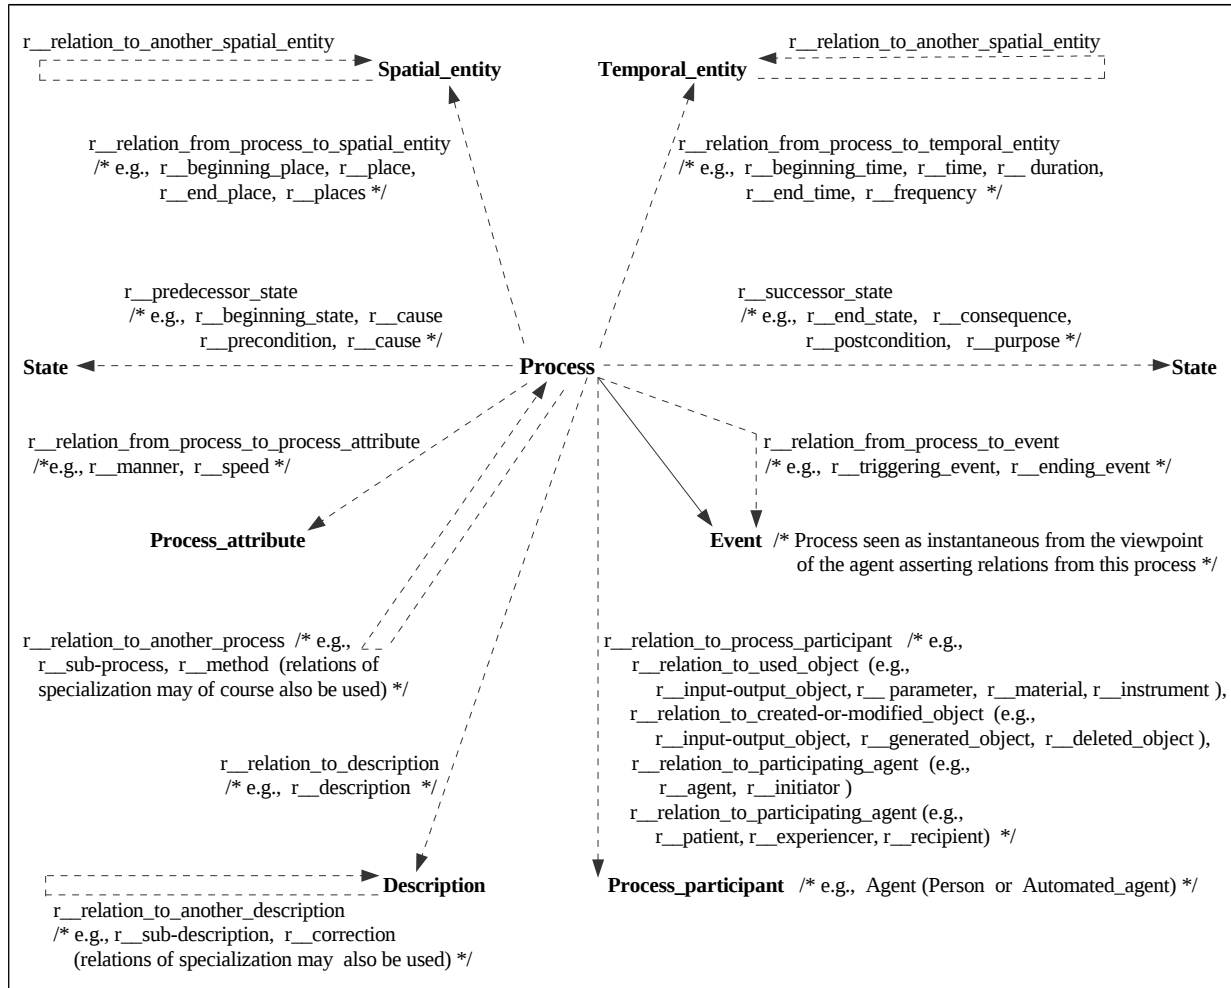 r__relation_to_another_spatial_entity
r__relation_to_another_spatial_entity
Spatial_entity
Temporal_entity
r__relation_from_process_to_spatial_entity
/* e.g., r__beginning_place, r__place,
r__end_place, r__places */
r__relation_from_process_to_temporal_entity
/* e.g., r__beginning_time, r__time, r__ duration,
r__end_time, r__frequency */
r__predecessor_state
/* e.g., r__beginning_state, r__cause
r__precondition, r__cause */
r__successor_state
/* e.g., r__end_state, r__consequence,
r__postcondition, r__purpose */
State
Process
State
r__relation_from_process_to_process_attribute
/*e.g., r__manner, r__speed */
r__relation_from_process_to_event
/* e.g., r__triggering_event, r__ending_event */
Process_attribute
Event /* Process seen as instantaneous from the viewpoint
of the agent asserting relations from this process */
r__relation_to_another_process /* e.g.,
r__sub-process, r__method (relations of
specialization may of course also be used) */
r__relation_to_process_participant /* e.g.,
r__relation_to_used_object (e.g.,
r__input-output_object, r__ parameter, r__material, r__instrument ),
r__relation_to_created-or-modified_object (e.g.,
r__input-output_object, r__generated_object, r__deleted_object ),
r__relation_to_participating_agent (e.g.,
r__agent, r__initiator )
r__relation_to_participating_agent (e.g.,
r__patient, r__experiencer, r__recipient) */
r__relation_to_description
/* e.g., r__description */
Description
Process_participant /* e.g., Agent (Person or Automated_agent) */
r__relation_to_another_description
/* e.g., r__sub-description, r__correction
(relations of specialization may also be used) */